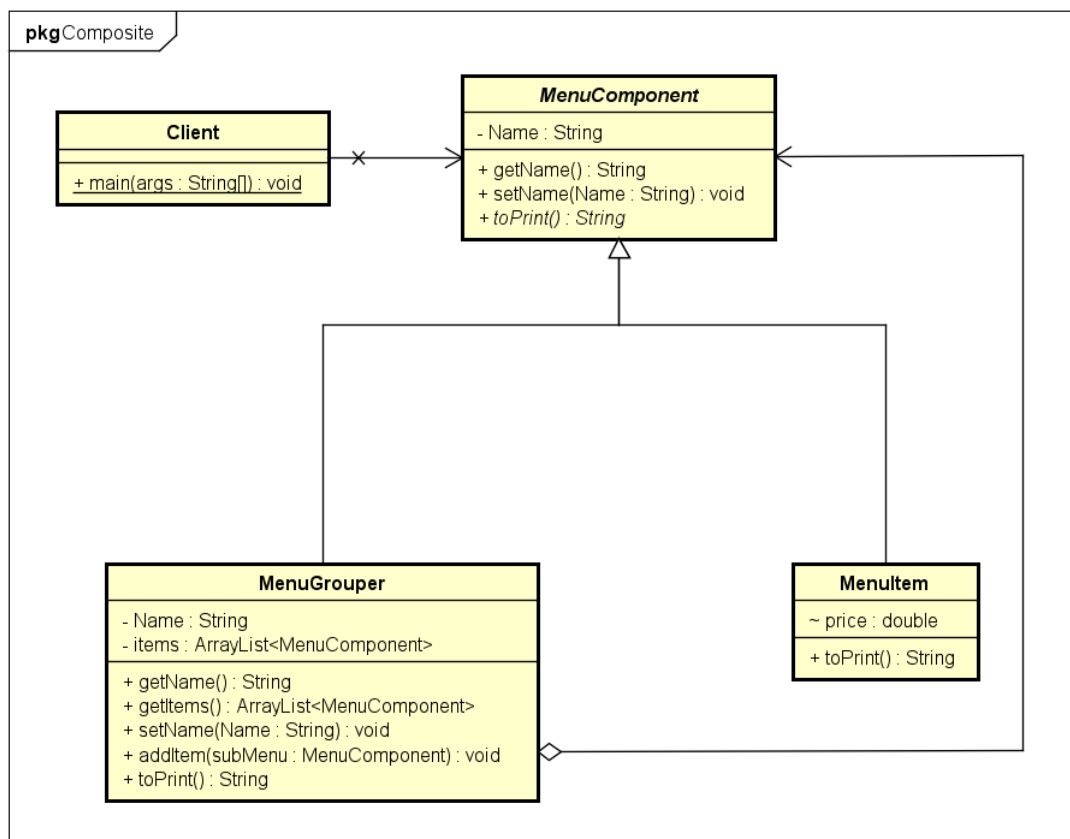 pkg Composite
Client
+ main(args : String[]) : void
MenuComponent
- Name : String
+ getName() : String
+ setName(Name : String) : void
+ toPrint() : String
MenuGrouper
- Name : String
- items : ArrayList<MenuComponent>
+ getName() : String
+ getItems() : ArrayList<MenuComponent>
+ setName(Name : String) : void
+ addItem(subMenu : MenuComponent) : void
+ toPrint() : String
MenuItem
~ price : double
+ toPrint() : String